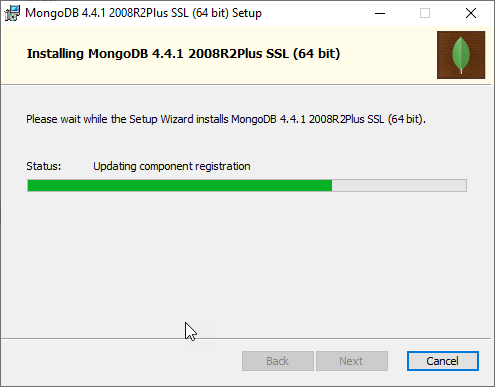 MongoDB 4.4.1 2008R2Plus SSL (64 bit) Setup
Installing MongoDB 4.4.1 2008R2Plus SSL (64 bit)
Please wait while the Setup Wizard installs MongoDB 4.4.1 2008R2Plus SSL (64 bit).
Status: Updating component registration
Back Next Cancel